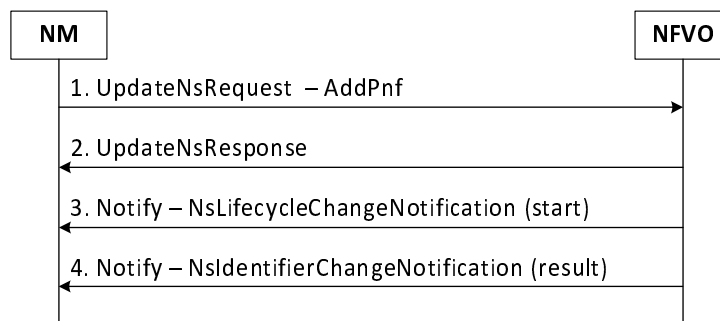 NM
NFVO
1. UpdateNsRequest – AddPnf
2. UpdateNsResponse
3. Notify – NsLifecycleChangeNotification (start)
4. Notify – NsIdentifierChangeNotification (result)